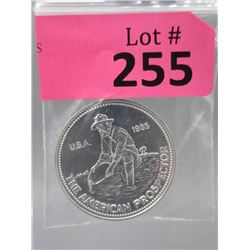 Lot #
255
s
U.S.A. 1985
THE AMERICAN PROSPECTOR